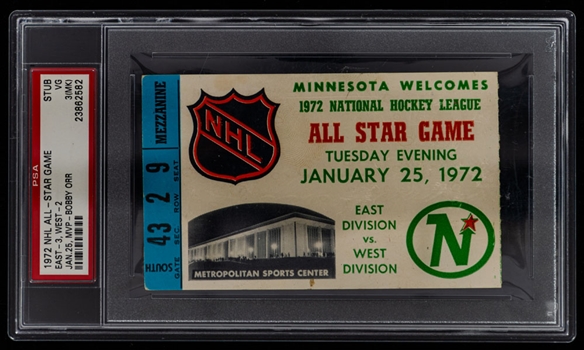 1972 NHL ALL-STAR GAME
EAST-3, WEST-2
JAN.25, MVP-BOBBY ORR
STUB
VG
3(MK)
23862582
PSA
MEZZANINE
43 2 9
GATE SEC. ROW SEAT
SOUTH
NHL
MINNESOTA WELCOMES
1972 NATIONAL HOCKEY LEAGUE
ALL STAR GAME
TUESDAY EVENING
JANUARY 25, 1972
EAST
DIVISION
vs.
WEST
DIVISION
N
METROPOLITAN SPORTS CENTER